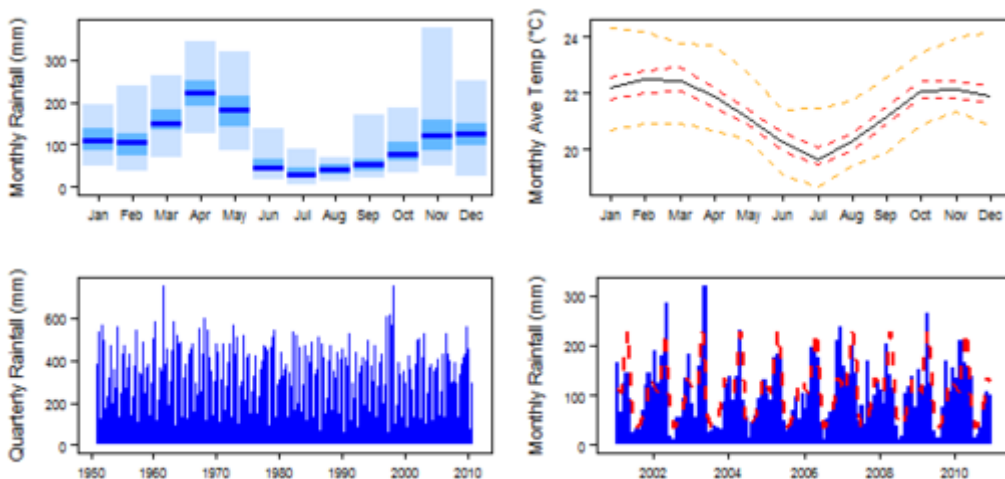 Monthly Rainfall (mm)
300
200
100
0
Jan Feb Mar Apr May Jun Jul Aug Sep Oct Nov Dec
Monthly Ave Temp (°C)
24
22
20
Jan Feb Mar Apr May Jun Jul Aug Sep Oct Nov Dec
Quarterly Rainfall (mm)
600
400
200
0
1950 1960 1970 1980 1990 2000 2010
Monthly Rainfall (mm)
300
200
100
0
2002 2004 2006 2008 2010